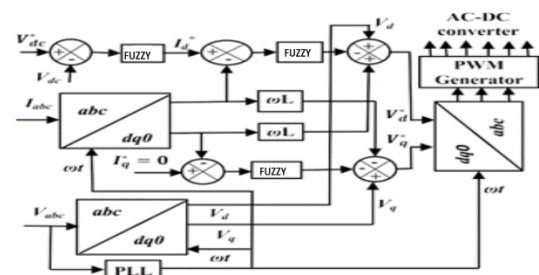 V*dc
Vdc
FUZZY
I*d
FUZZY
Vd
AC-DC
converter
PWM
Generator
Iabc
abc
dq0
ωL
ωL
V*d
V*q
dq0
abc
ωt
I*q = 0
FUZZY
ωt
Vabc
abc
dq0
Vd
Vq
Vq
ωt
PLL